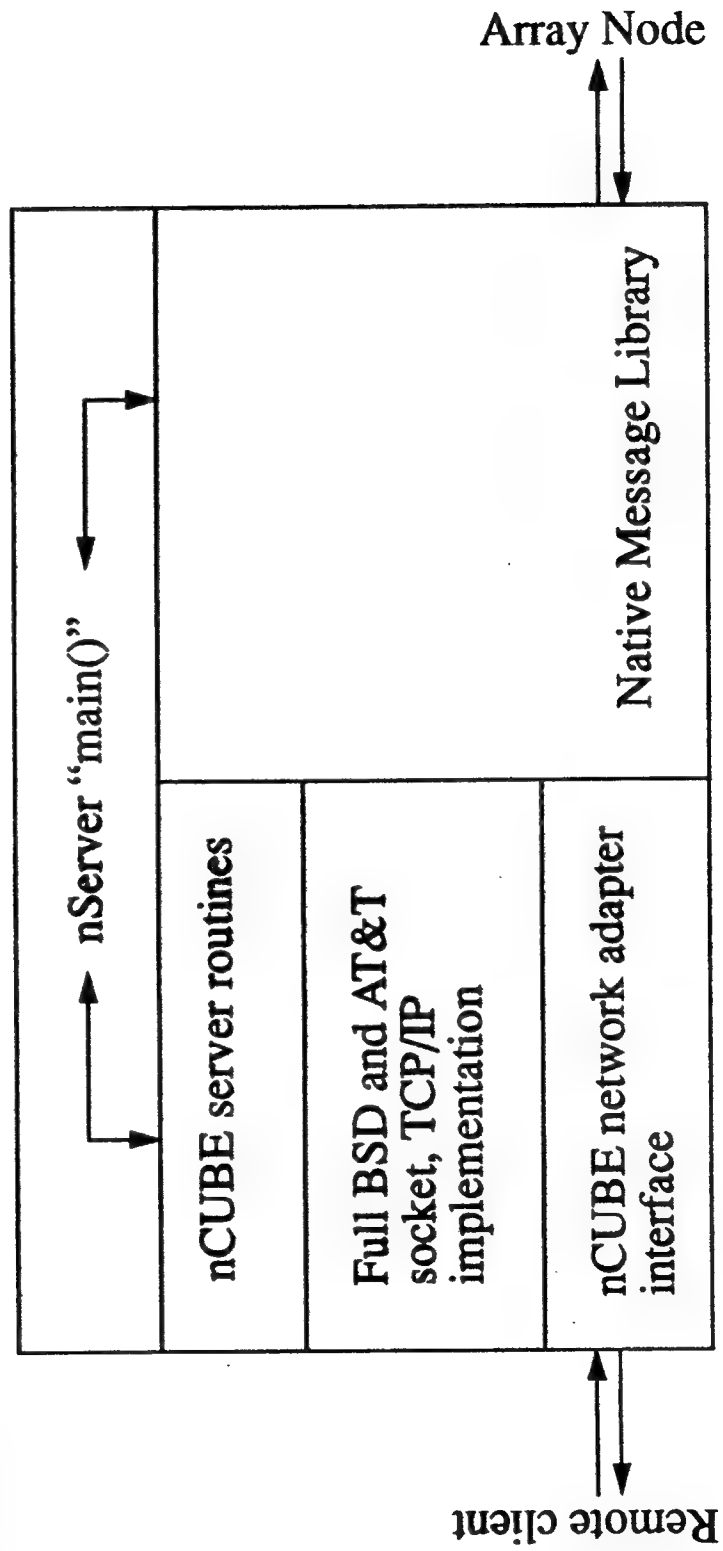 nServer “main()”
nCUBE server routines
Full BSD and AT&T
socket, TCP/IP
implementation
nCUBE network adapter
interface
Native Message Library
Remote client
Array Node